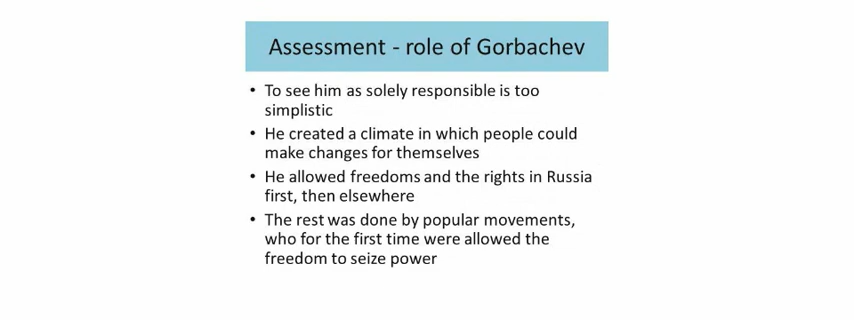 Assessment - role of Gorbachev
• To see him as solely responsible is too
simplistic
• He created a climate in which people could
make changes for themselves
• He allowed freedoms and the rights in Russia
first, then elsewhere
• The rest was done by popular movements,
who for the first time were allowed the
freedom to seize power